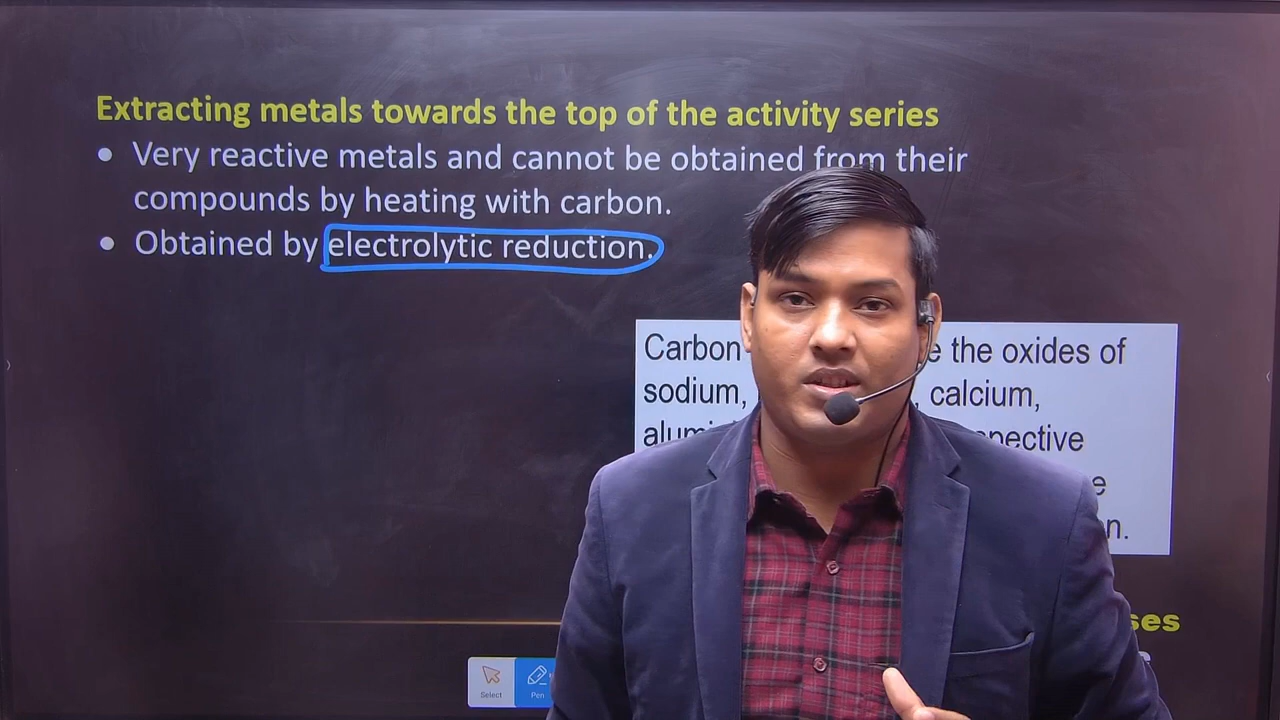 Extracting metals towards the top of the activity series
• Very reactive metals and cannot be obtained from their
compounds by heating with carbon.
• Obtained by electrolytic reduction.
Carbon the oxides of
sodium, , calcium,
Select
Pen